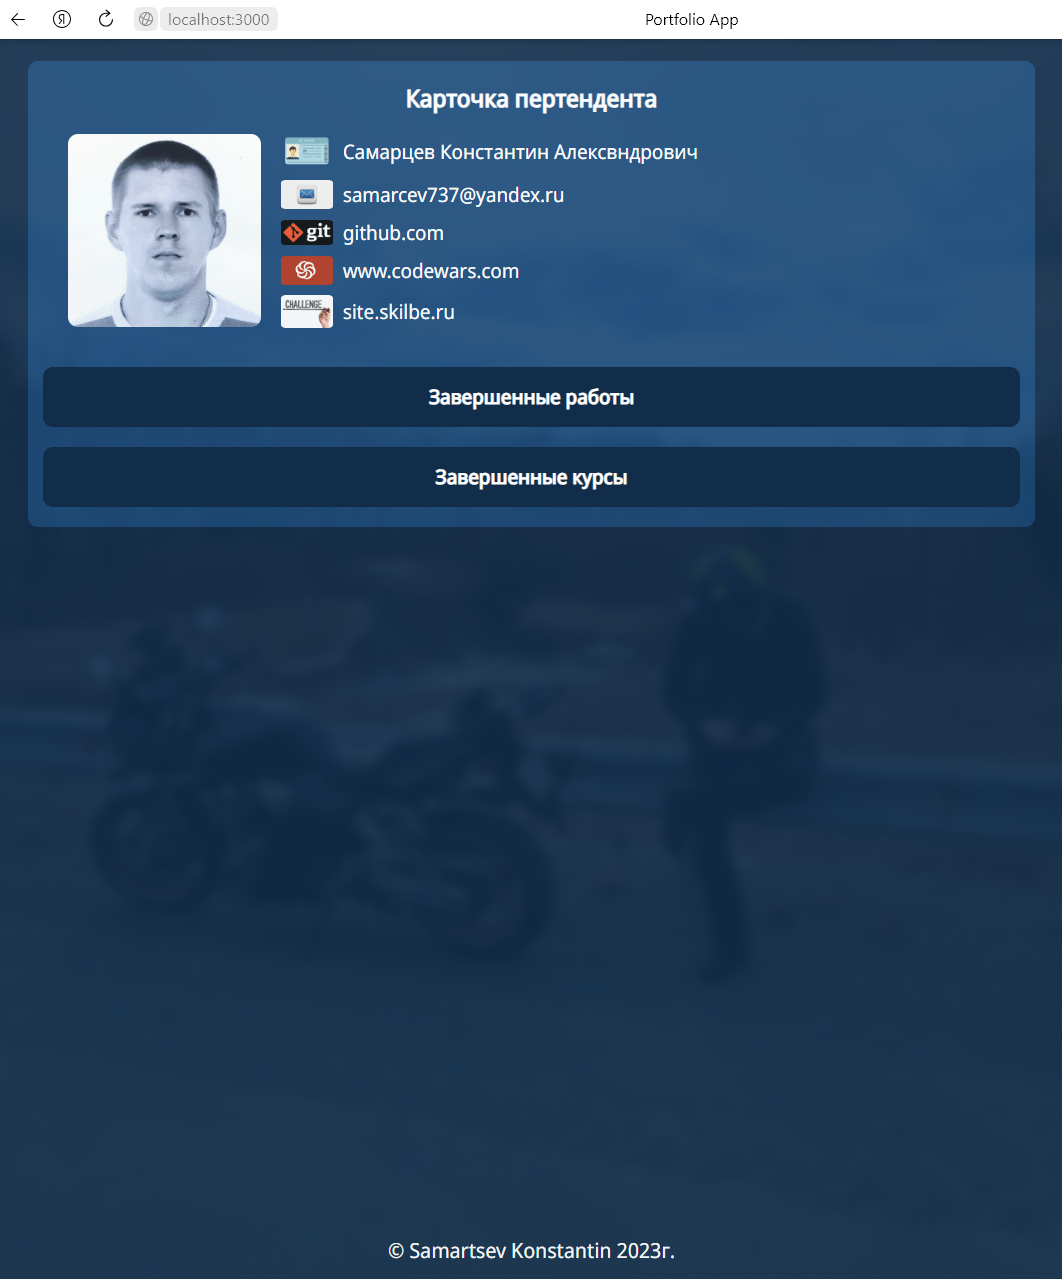 localhost:3000
Portfolio App
Карточка пертендента
Самарцев Константин Алексвндрович
samarcev737@yandex.ru
git
github.com
www.codewars.com
CHALLENGE
site.skilbe.ru
Завершенные работы
Завершенные курсы
© Samartsev Konstantin 2023г.